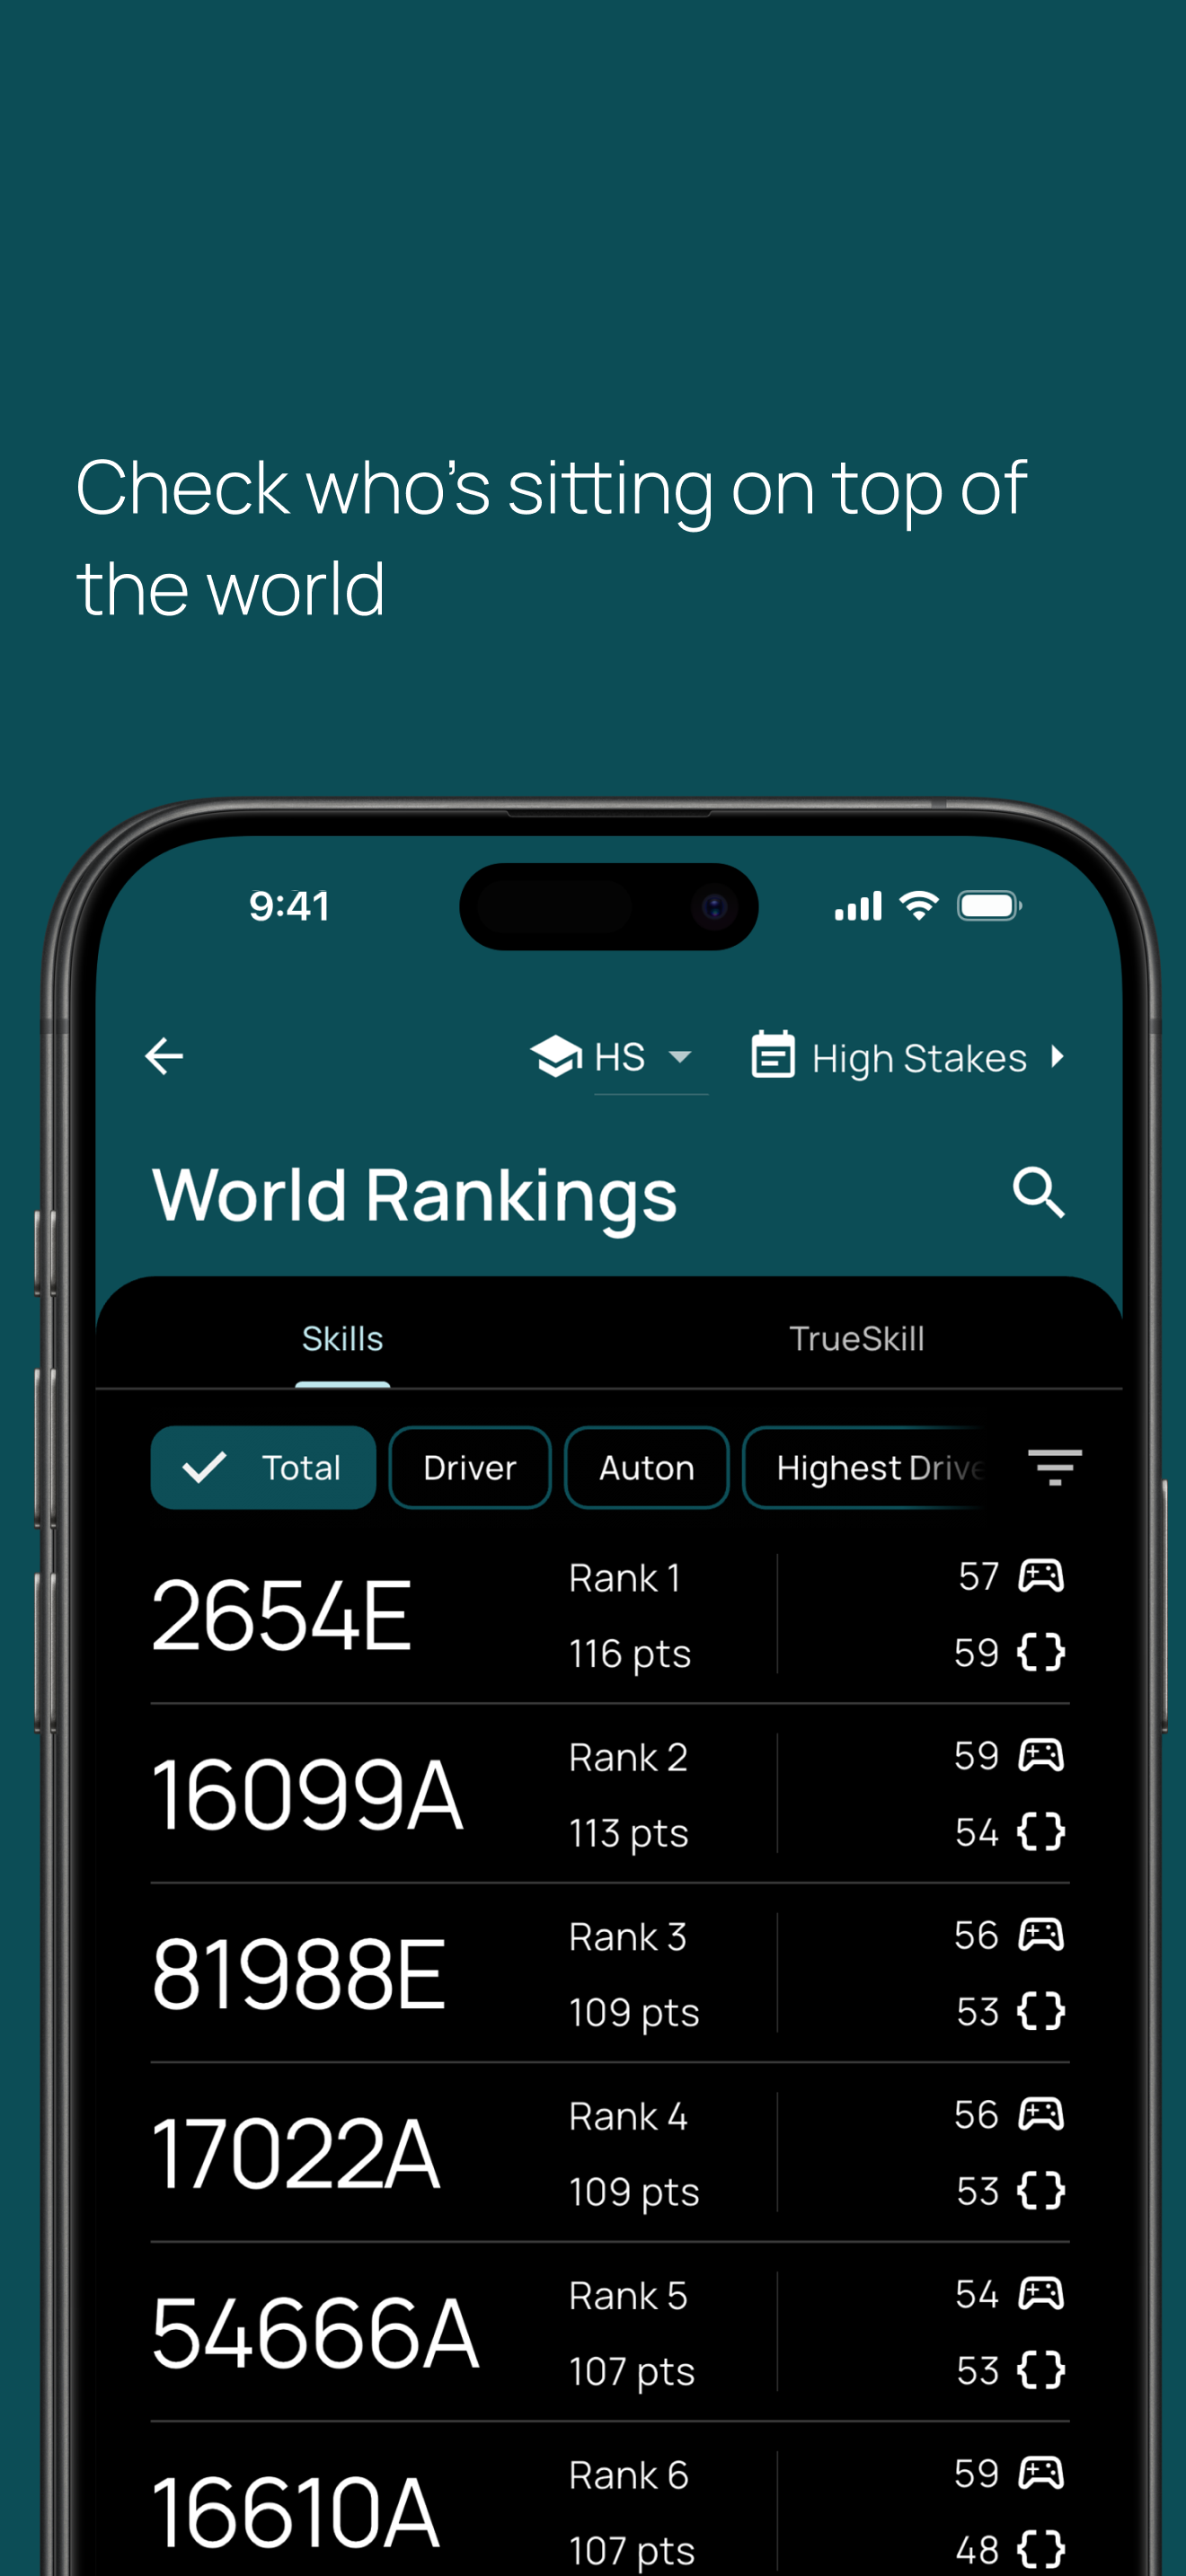 Check who’s sitting on top of
the world
9:41
HS
High Stakes
World Rankings
Skills
TrueSkill
Total
Driver
Auton
Highest Drive
2654E
Rank 1
116 pts
57
59
16099A
Rank 2
113 pts
59
54
81988E
Rank 3
109 pts
56
53
17022A
Rank 4
109 pts
56
53
54666A
Rank 5
107 pts
54
53
16610A
Rank 6
107 pts
59
48